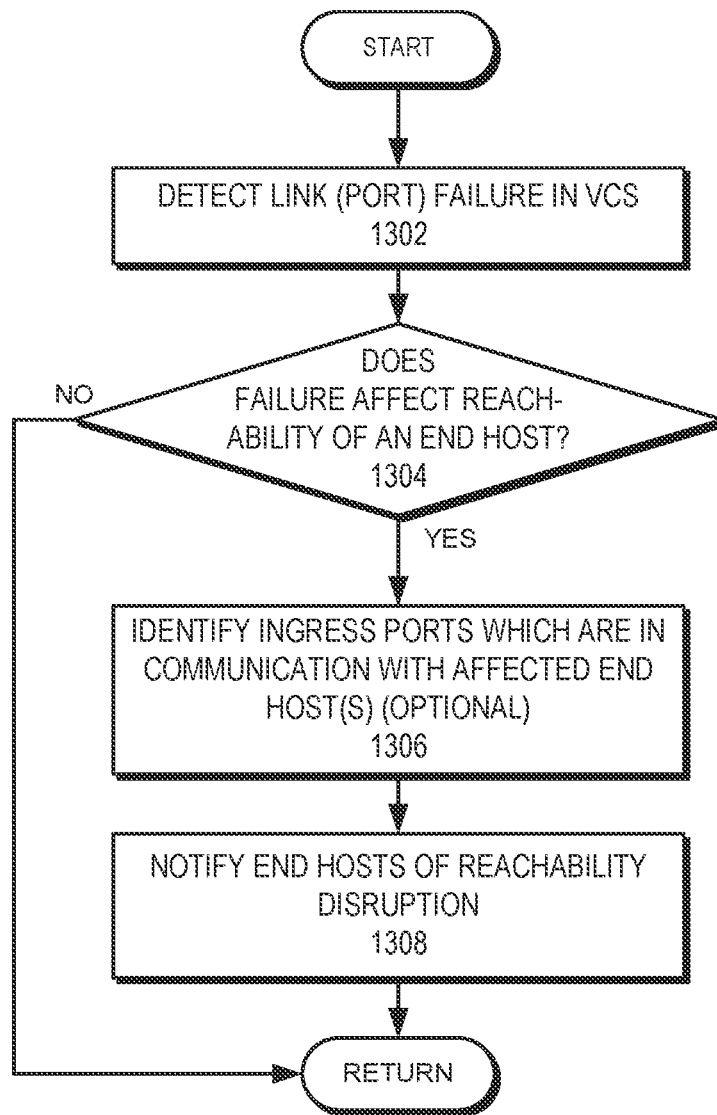 START
DETECT LINK (PORT) FAILURE IN VCS
1302
DOES
FAILURE AFFECT REACH-
ABILITY OF AN END HOST?
1304
NO
YES
IDENTIFY INGRESS PORTS WHICH ARE IN
COMMUNICATION WITH AFFECTED END
HOST(S) (OPTIONAL)
1306
NOTIFY END HOSTS OF REACHABILITY
DISRUPTION
1308
RETURN